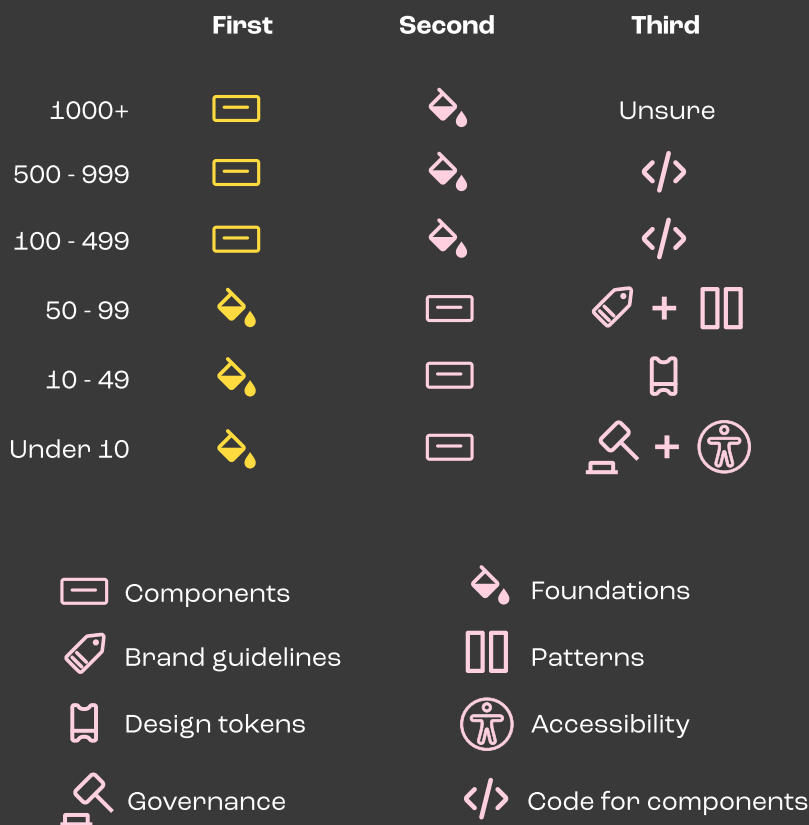 First Second Third
1000+ Unsure
500 - 999
100 - 499
50 - 99 +
10 - 49
Under 10 +
Components Foundations
Brand guidelines Patterns
Design tokens Accessibility
Governance Code for components